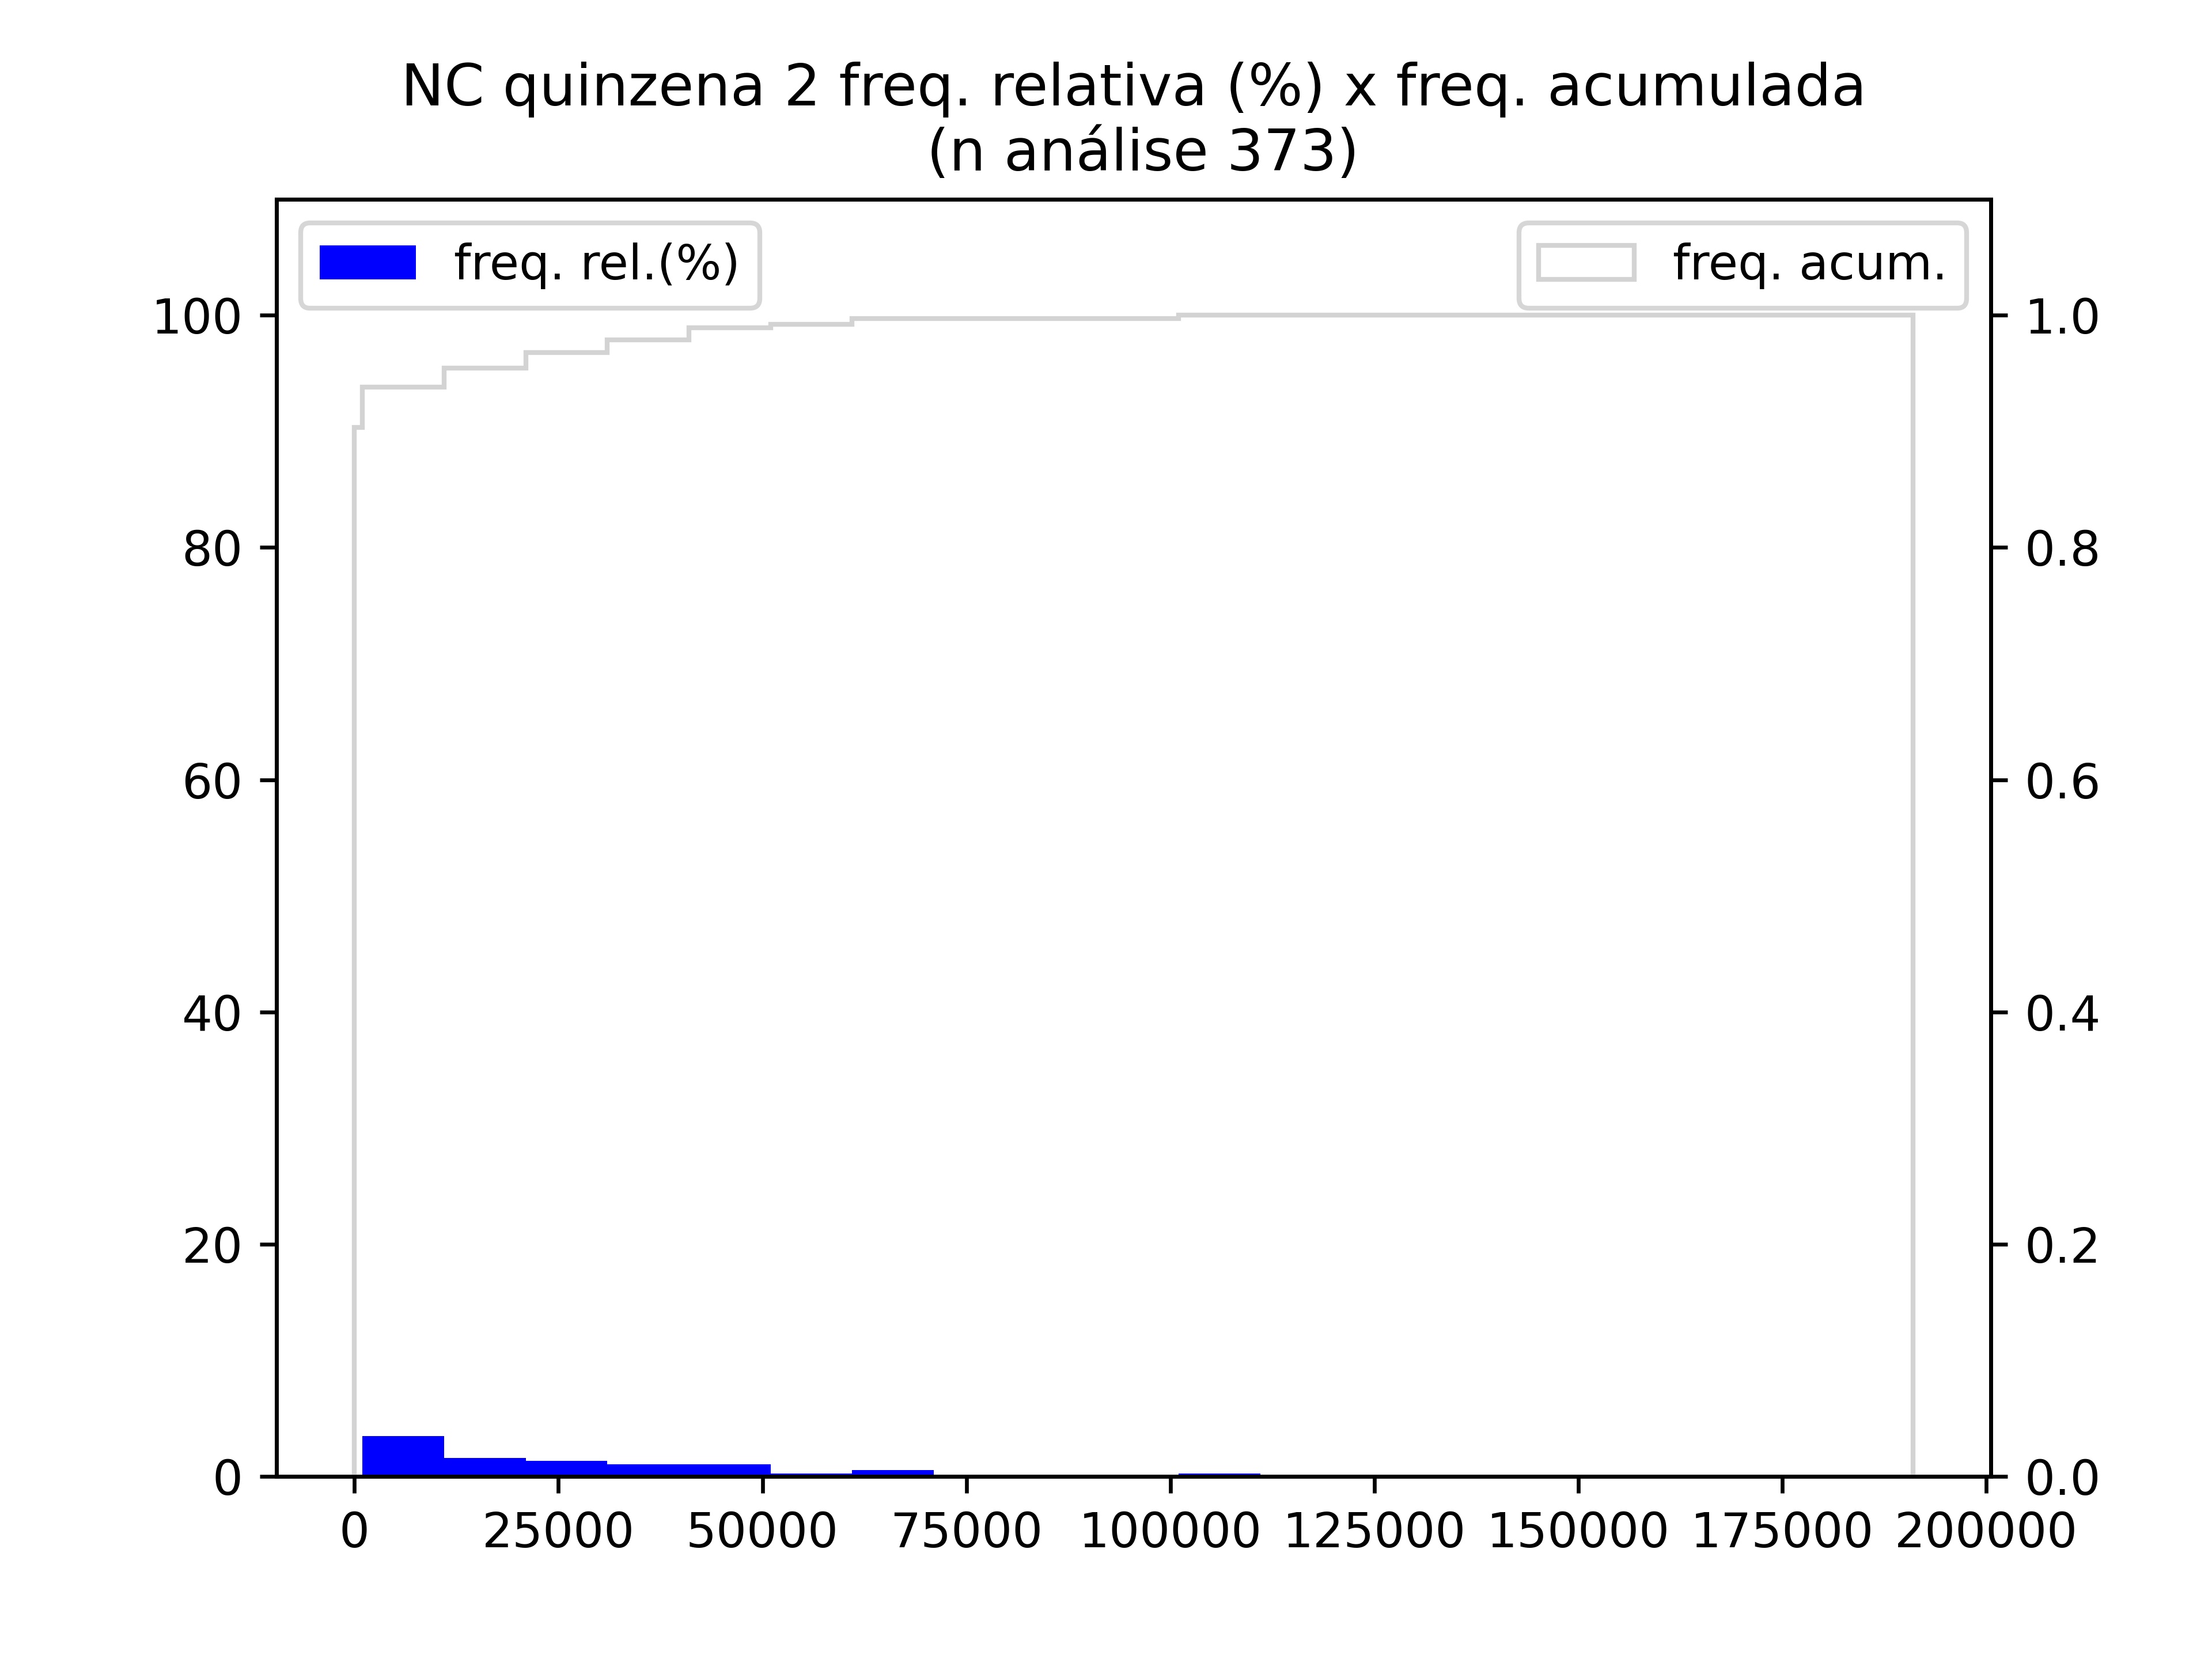 NC quinzena 2 freq. relativa (%) x freq. acumulada
(n análise 373)
freq. rel.(%)
freq. acum.
100
80
60
40
20
0
1.0
0.8
0.6
0.4
0.2
0.0
0 25000 50000 75000 100000 125000 150000 175000 200000